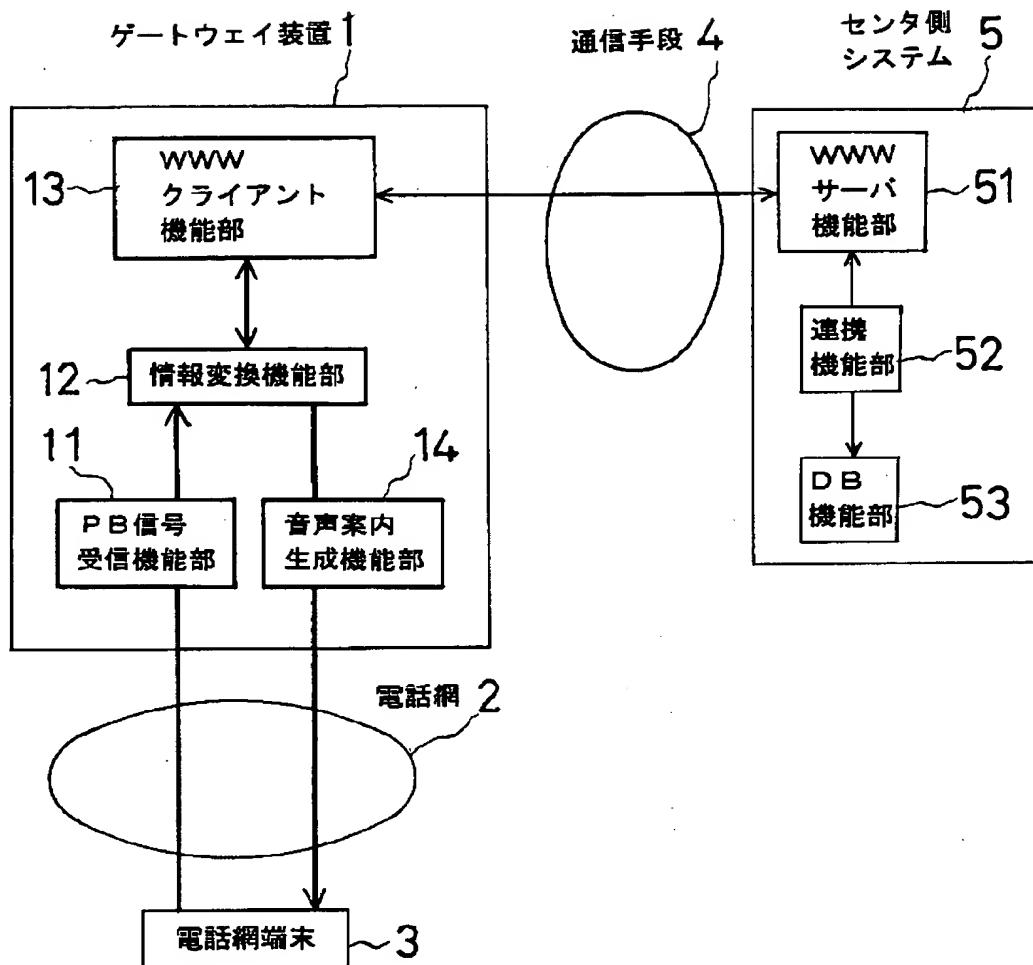 ゲートウェイ装置 1
通信手段 4
センタ側
システム 5
13
WWW
クライアント
機能部
WWW
サーバ
機能部
51
12
情報変換機能部
連携
機能部
52
11
14
PB信号
受信機能部
音声案内
生成機能部
DB
機能部
53
電話網 2
電話網端末
3